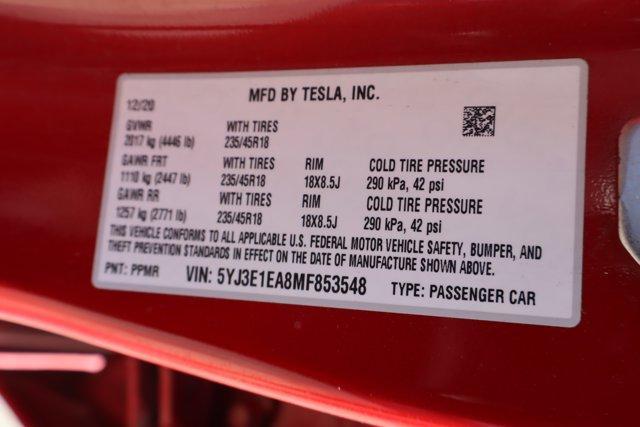 MFD BY TESLA, INC.
12/20
GVWR WITH TIRES
2017 kg (4446 lb) 235/45R18
GAWR FRT WITH TIRES RIM COLD TIRE PRESSURE
1110 kg (2447 lb) 235/45R18 18X8.5J 290 kPa, 42 psi
GAWR RR WITH TIRES RIM COLD TIRE PRESSURE
1257 kg (2771 lb) 235/45R18 18X8.5J 290 kPa, 42 psi
THIS VEHICLE CONFORMS TO ALL APPLICABLE U.S. FEDERAL MOTOR VEHICLE SAFETY, BUMPER, AND
THEFT PREVENTION STANDARDS IN EFFECT ON THE DATE OF MANUFACTURE SHOWN ABOVE.
PNT: PPMR VIN: 5YJ3E1EA8MF853548 TYPE: PASSENGER CAR